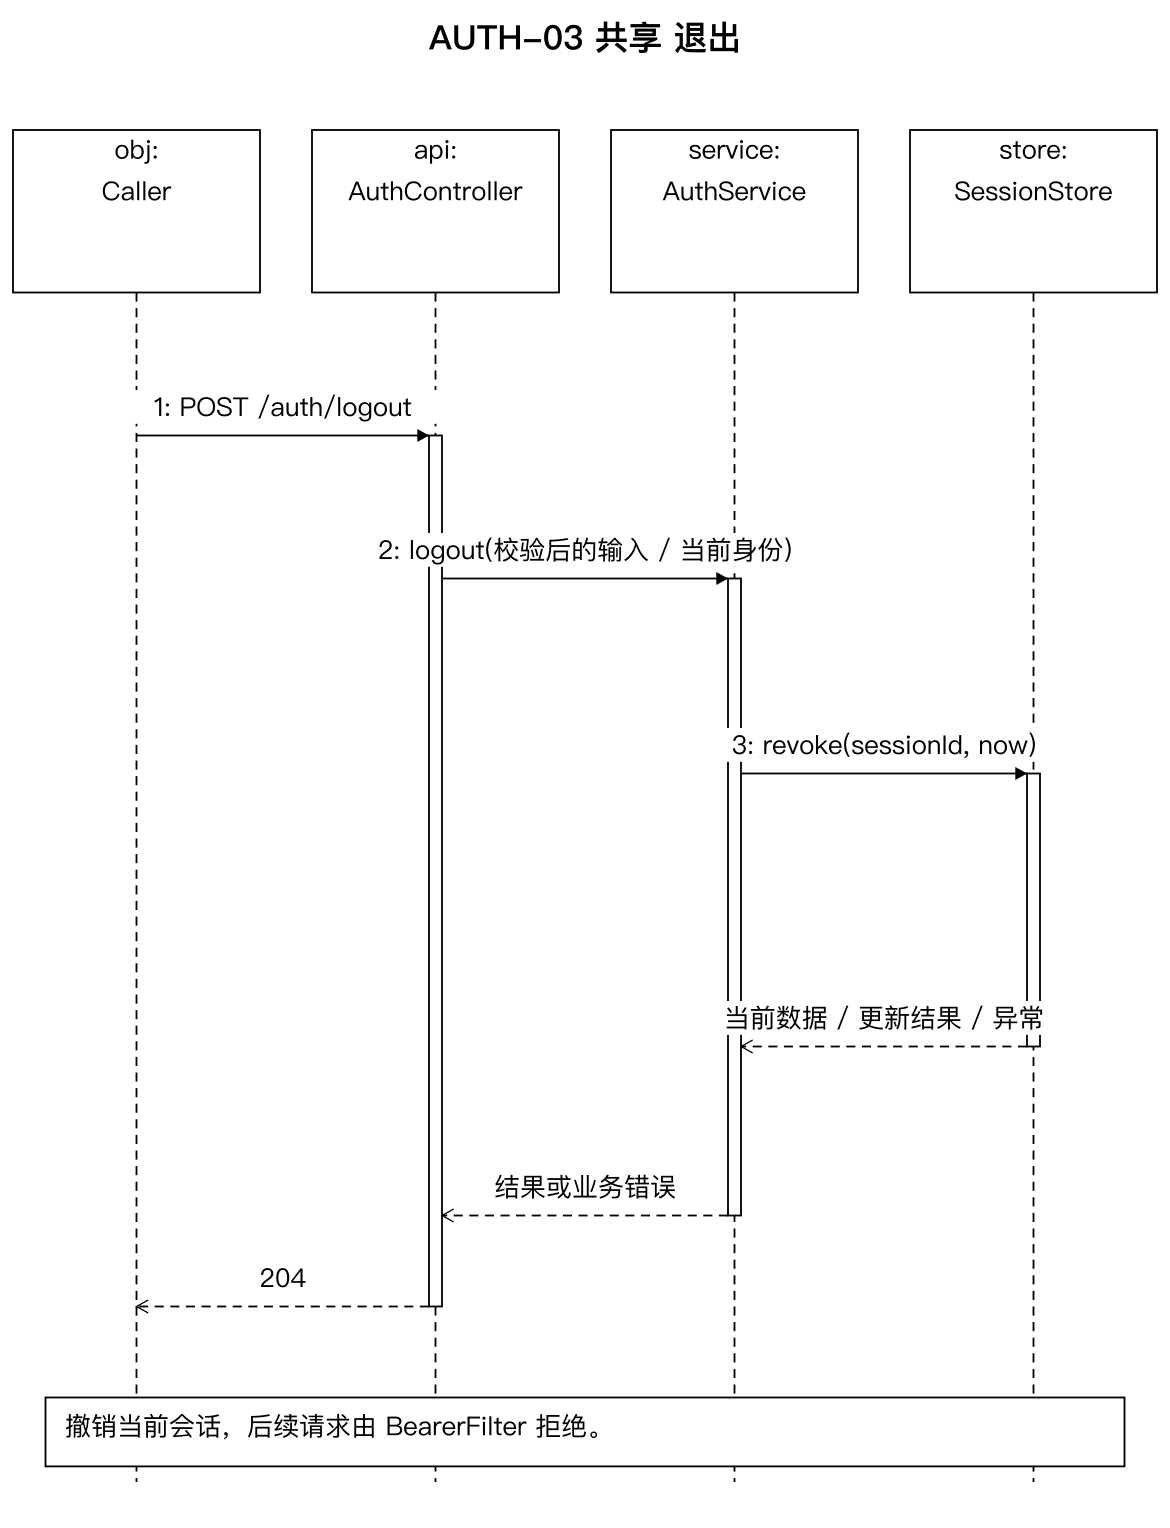 AUTH-03 共享 退出
obj:
Caller
api:
AuthController
service:
AuthService
store:
SessionStore
1: POST /auth/logout
2: logout(校验后的输入 / 当前身份)
3: revoke(sessionId, now)
当前数据 / 更新结果 / 异常
结果或业务错误
204
撤销当前会话，后续请求由 BearerFilter 拒绝。